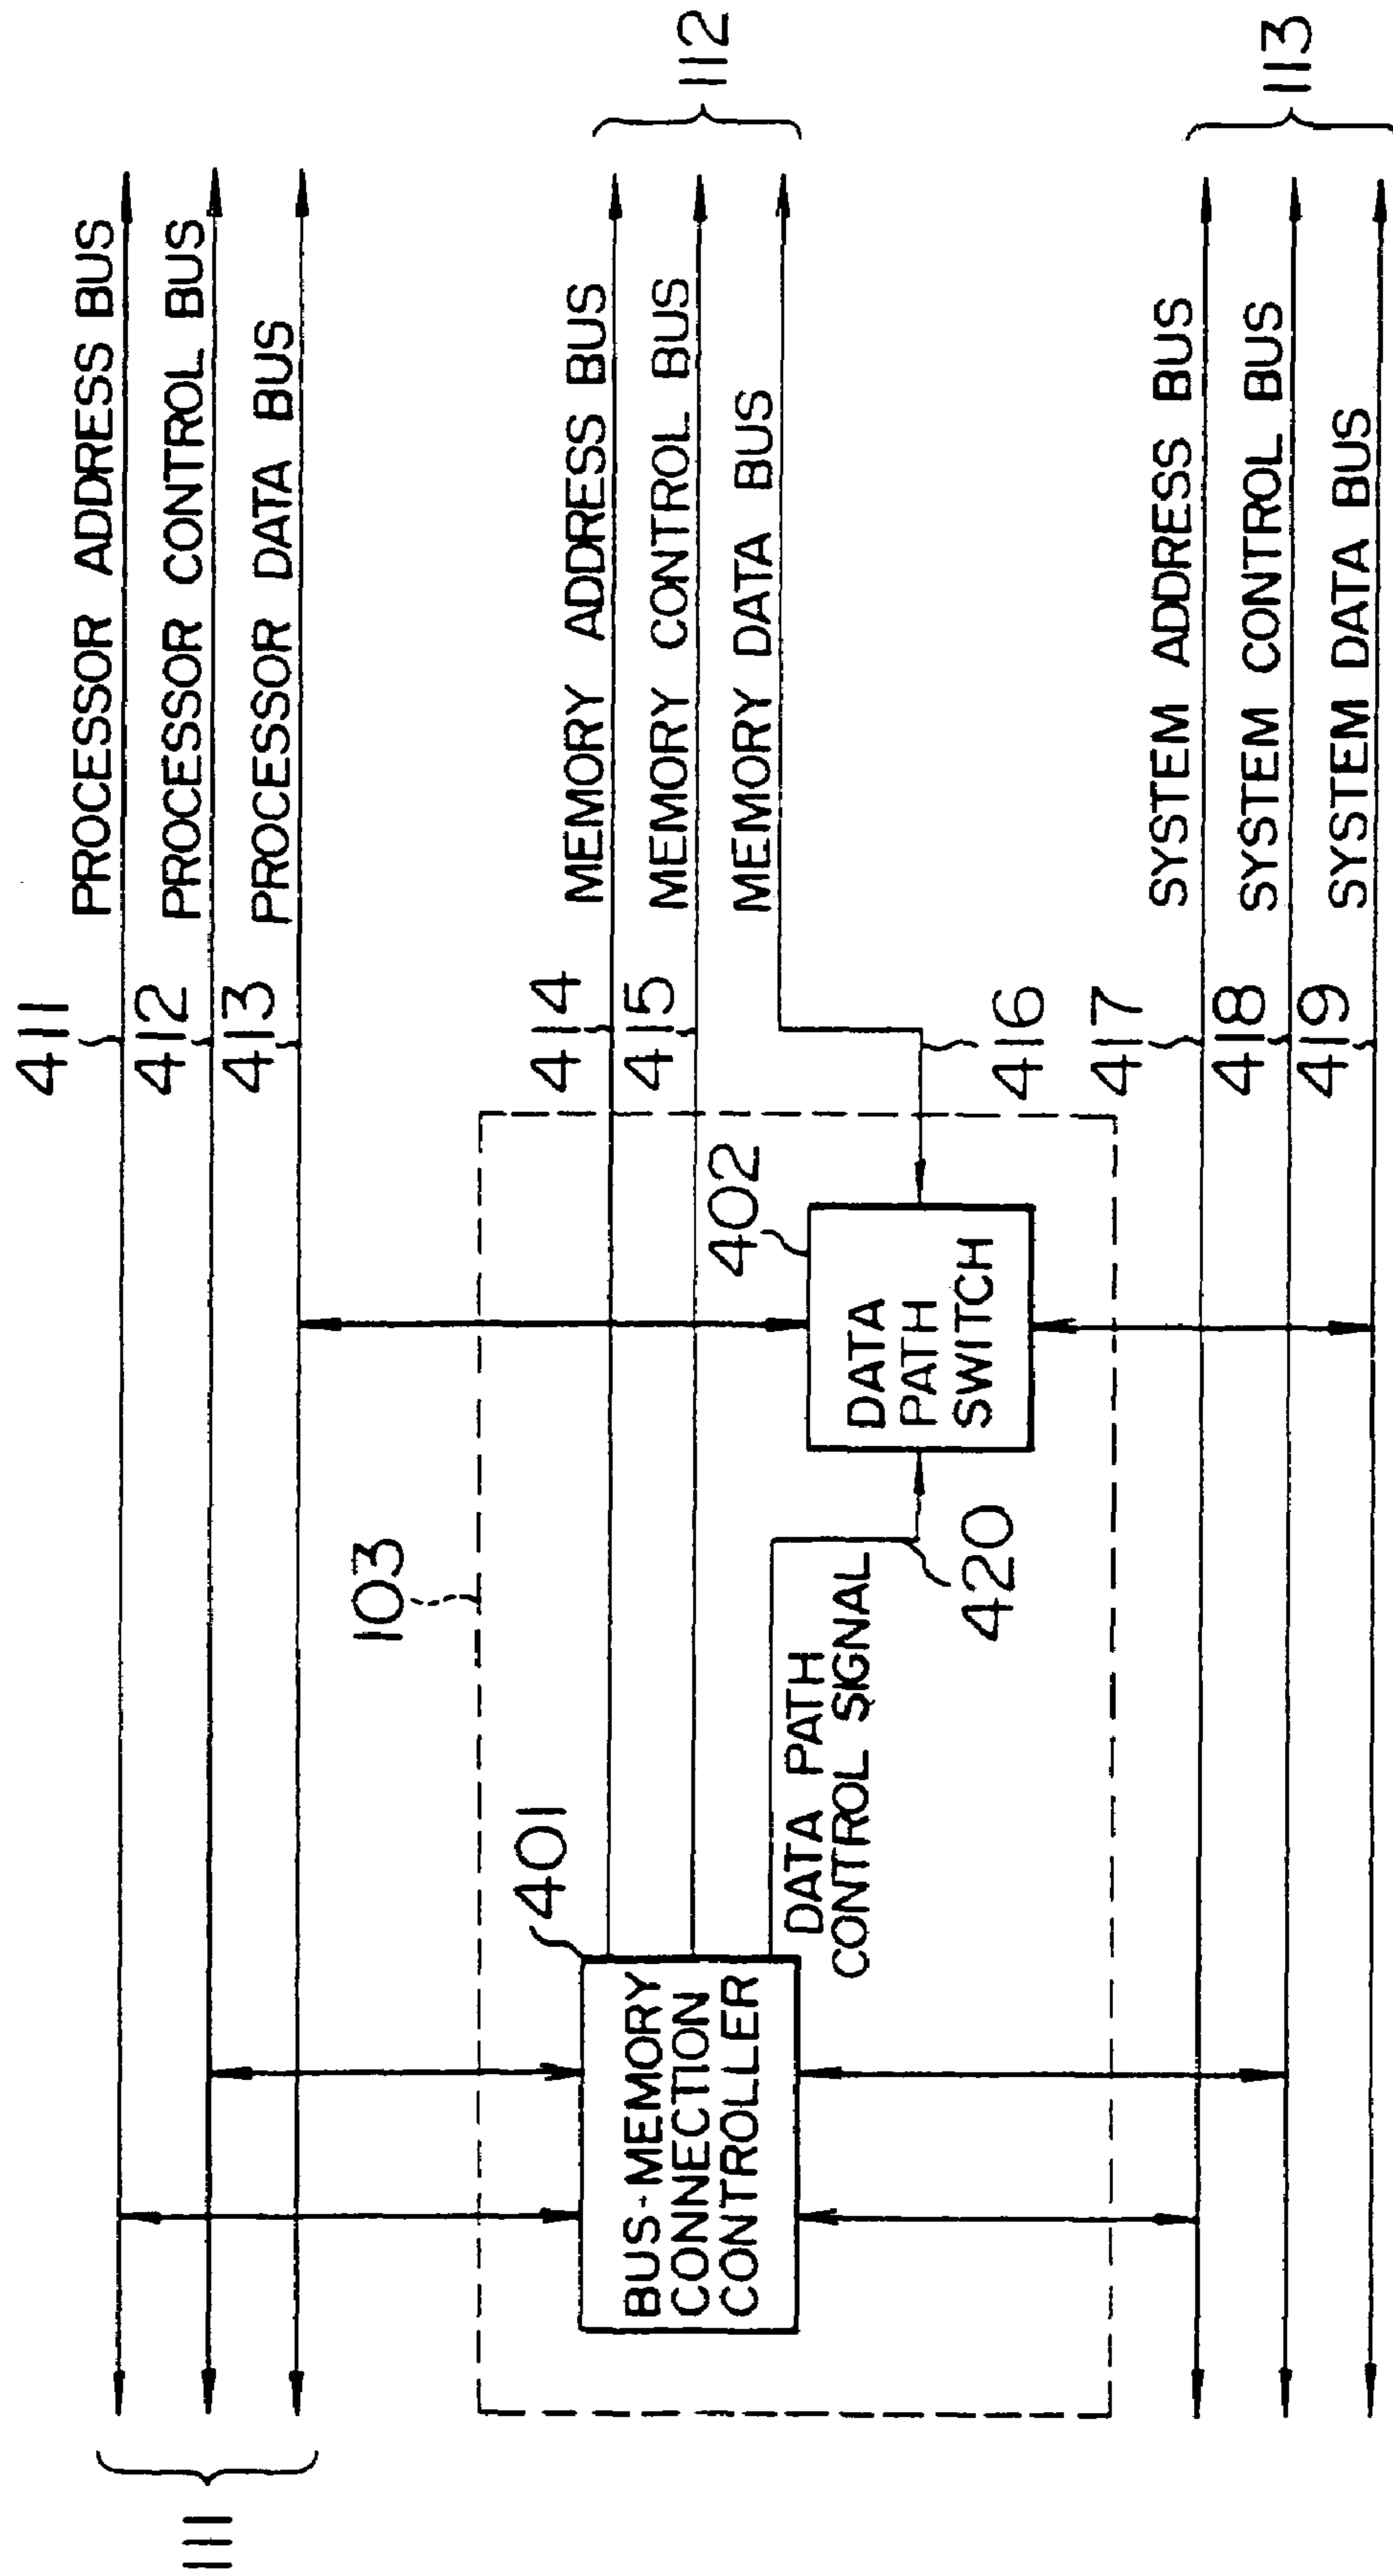 411
PROCESSOR ADDRESS BUS
412
PROCESSOR CONTROL BUS
413
PROCESSOR DATA BUS
111
103
414
MEMORY ADDRESS BUS
415
MEMORY CONTROL BUS
MEMORY DATA BUS
112
401
BUS-MEMORY
CONNECTION
CONTROLLER
DATA PATH
CONTROL SIGNAL
420
402
DATA
PATH
SWITCH
416
417
SYSTEM ADDRESS BUS
418
SYSTEM CONTROL BUS
419
SYSTEM DATA BUS
113